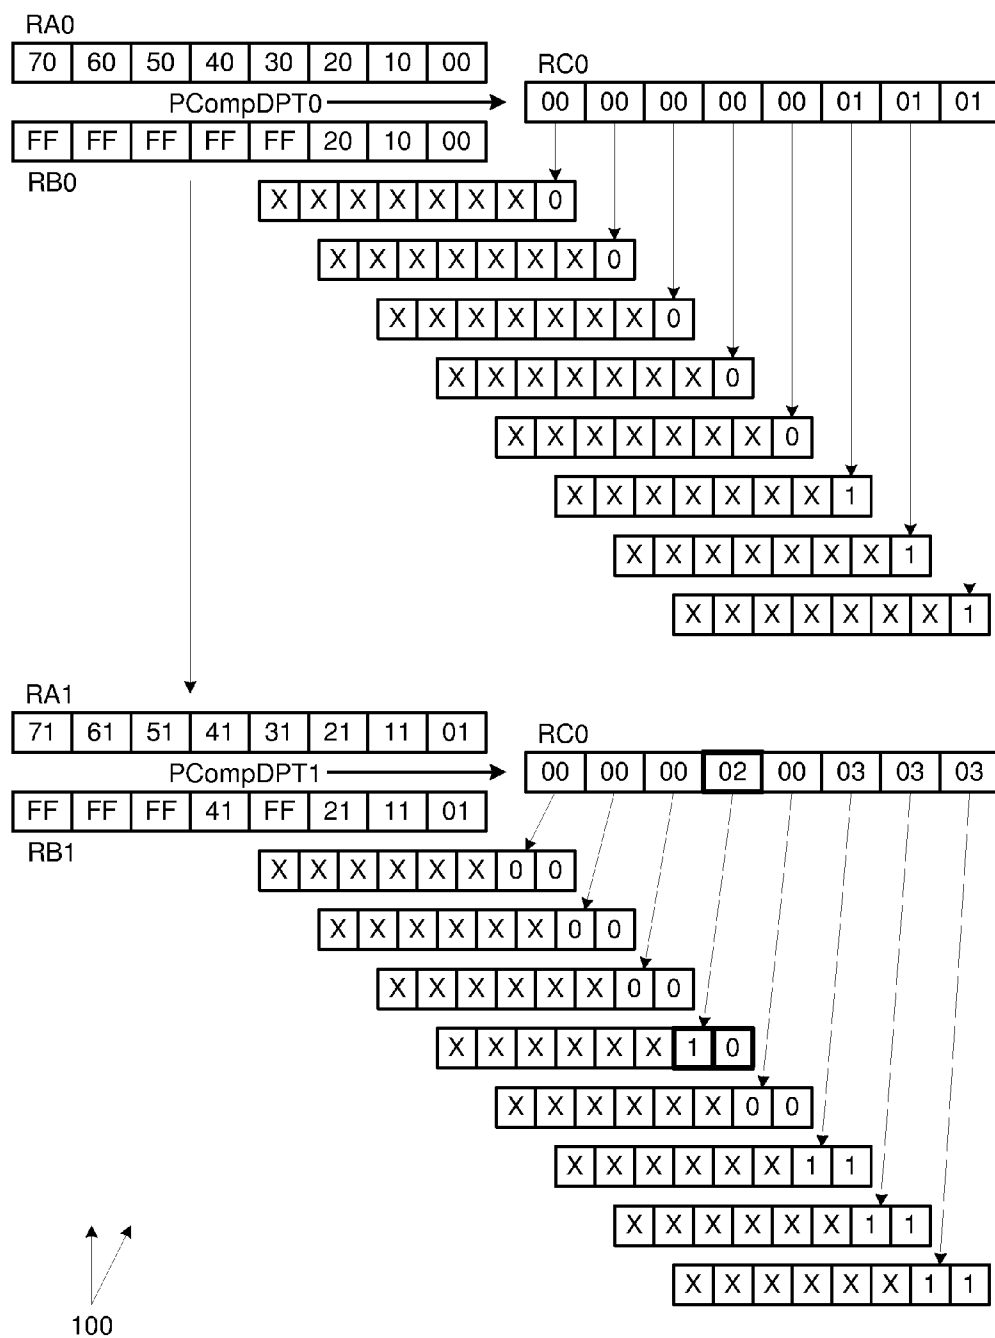 RA0
70 60 50 40 30 20 10 00
RC0
PCompDPT0
00 00 00 00 00 01 01 01
FF FF FF FF FF 20 10 00
RB0
X X X X X X X 0
X X X X X X X 0
X X X X X X X 0
X X X X X X X 0
X X X X X X X 0
X X X X X X X 1
X X X X X X X 1
X X X X X X X 1
RA1
71 61 51 41 31 21 11 01
RC0
PCompDPT1
00 00 00 02 00 03 03 03
FF FF FF 41 FF 21 11 01
RB1
X X X X X X 0 0
X X X X X X 0 0
X X X X X X 0 0
X X X X X X 1 0
X X X X X X 0 0
X X X X X X 1 1
X X X X X X 1 1
X X X X X X 1 1
100